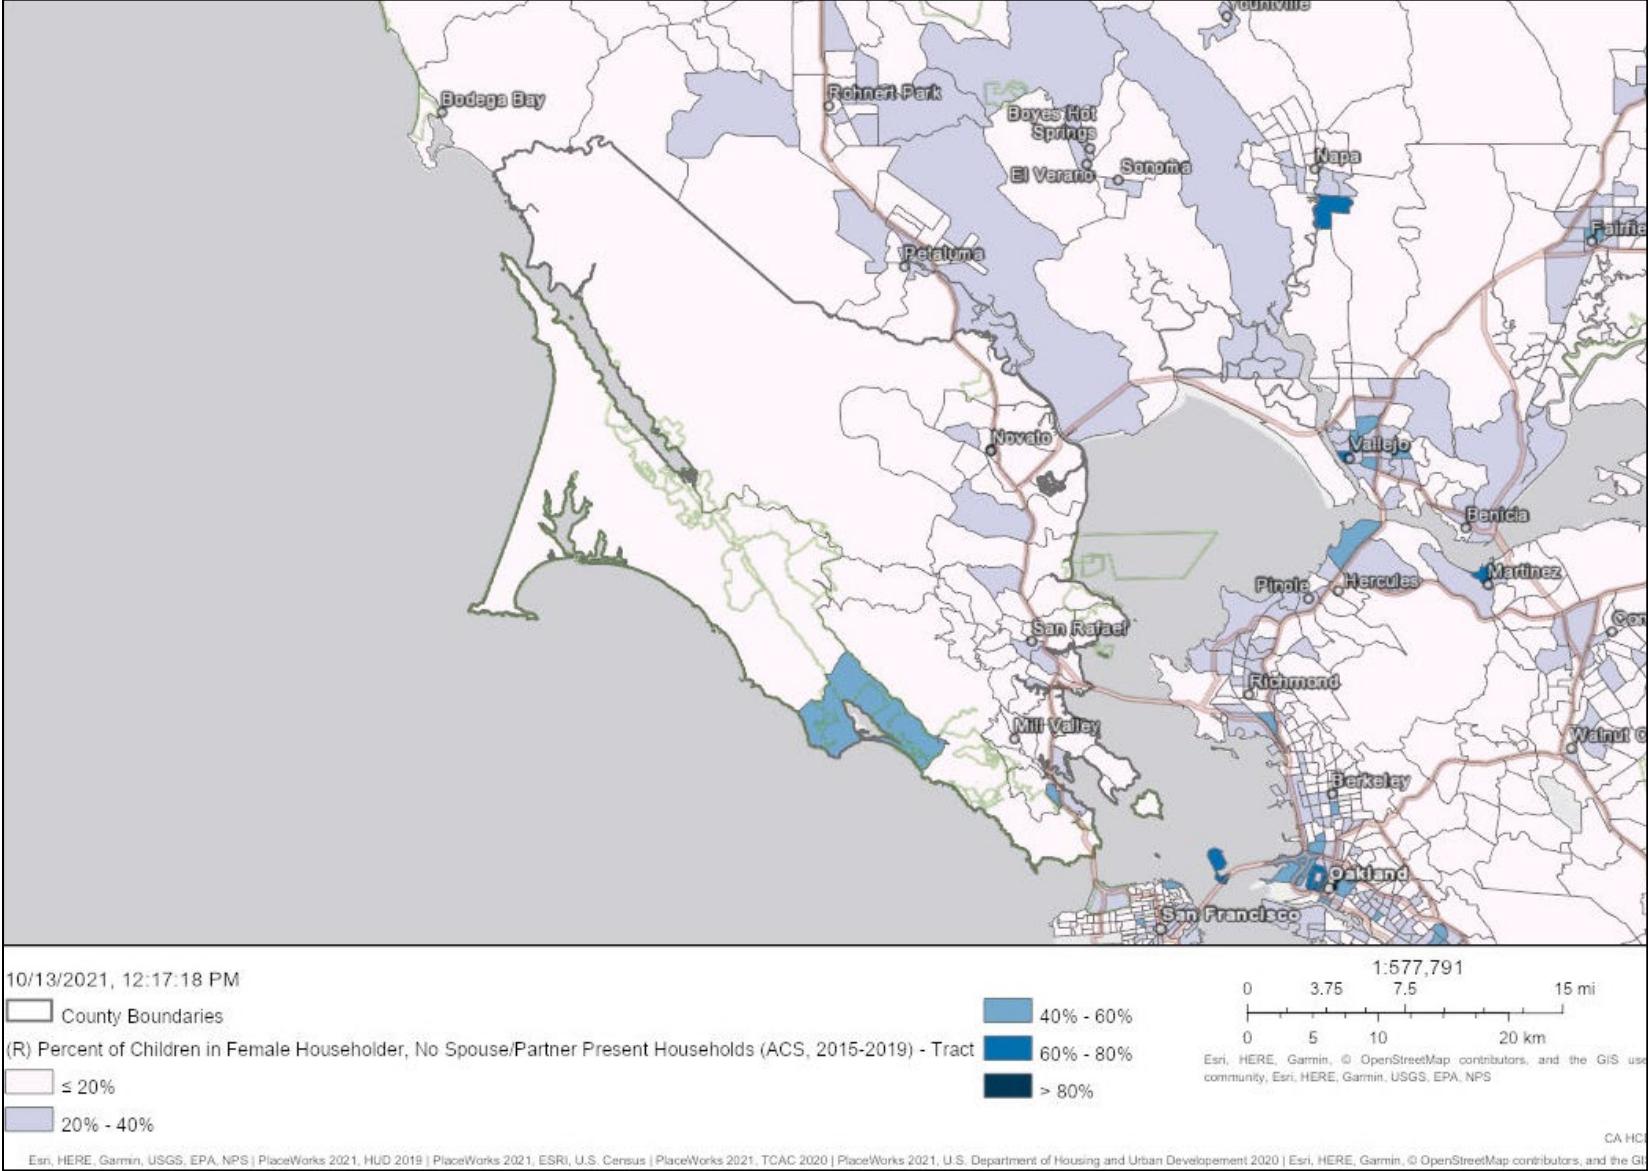 Yountville
Bodega Bay
Rohnert Park
Boyes Hot
Springs
El Verano
Sonoma
Napa
Fairfie
Petaluma
Novato
Vallejo
Benicia
Martinez
Pinole
Hercules
Con
San Rafael
Richmond
Mill Valley
Walnut C
Berkeley
Oakland
San Francisco
10/13/2021, 12:17:18 PM
County Boundaries
(R) Percent of Children in Female Householder, No Spouse/Partner Present Households (ACS, 2015-2019) - Tract
≤ 20%
20% - 40%
40% - 60%
60% - 80%
> 80%
1:577,791
0 3.75 7.5 15 mi
0 5 10 20 km
Esri, HERE, Garmin, © OpenStreetMap contributors, and the GIS use
community, Esri, HERE, Garmin, USGS, EPA, NPS
CA HC
Esri, HERE, Garmin, USGS, EPA, NPS | PlaceWorks 2021, HUD 2019 | PlaceWorks 2021, ESRI, U.S. Census | PlaceWorks 2021, TCAC 2020 | PlaceWorks 2021, U.S. Department of Housing and Urban Developement 2020 | Esri, HERE, Garmin, © OpenStreetMap contributors, and the GI